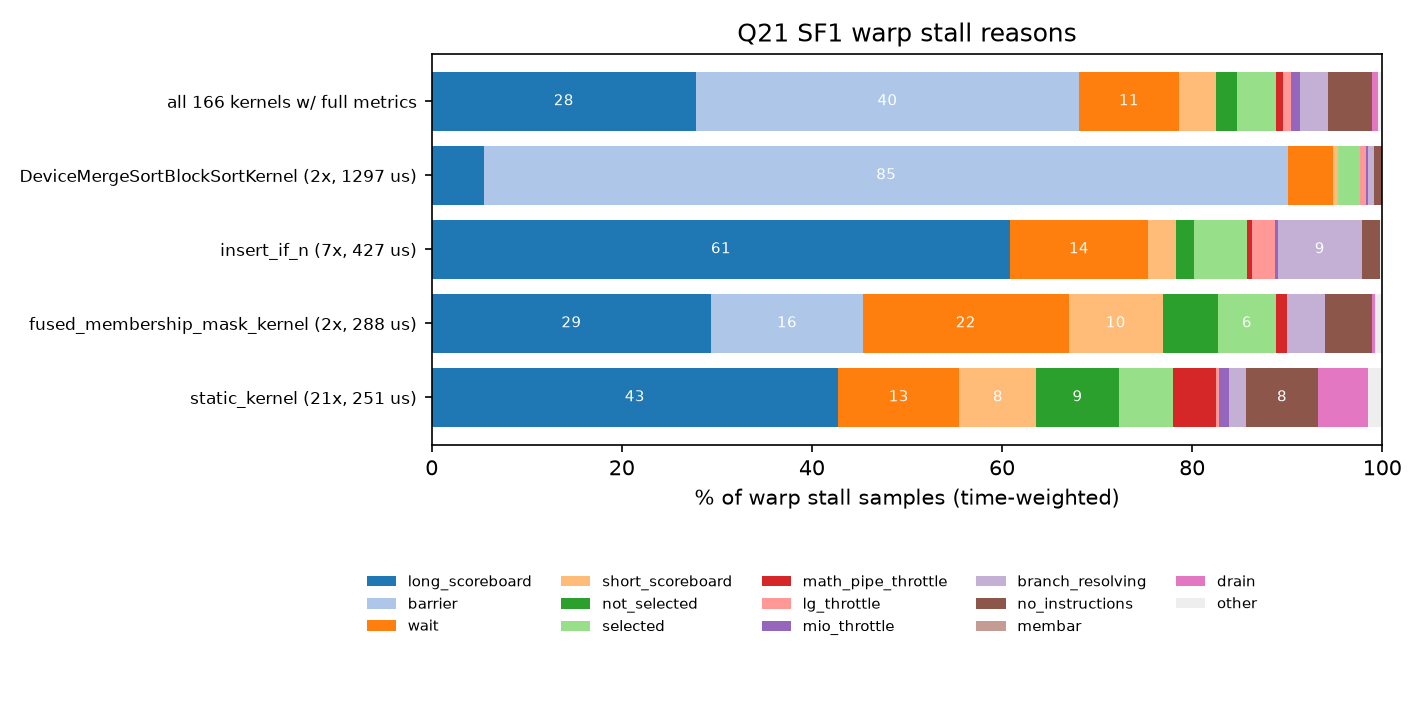 Q21 SF1 warp stall reasons
all 166 kernels w/ full metrics
28 40 11
DeviceMergeSortBlockSortKernel (2x, 1297 us)
85
insert_if_n (7x, 427 us)
61 14 9
fused_membership_mask_kernel (2x, 288 us)
29 16 22 10 6
static_kernel (21x, 251 us)
43 13 8 9 8
0 20 40 60 80 100
% of warp stall samples (time-weighted)
long_scoreboard short_scoreboard math_pipe_throttle branch_resolving drain
barrier not_selected lg_throttle no_instructions other
wait selected mio_throttle membar